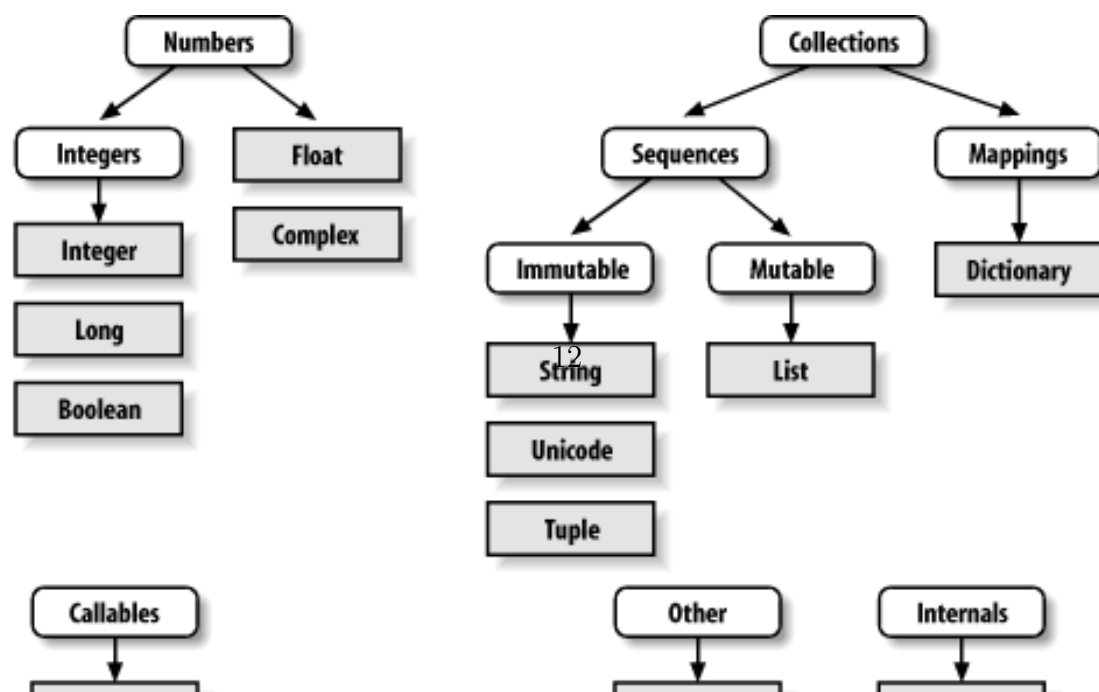 Numbers
Collections
Integers
Float
Sequences
Mappings
Integer
Complex
Immutable
Mutable
Dictionary
Long
12
String
List
Boolean
Unicode
Tuple
Callables
Other
Internals